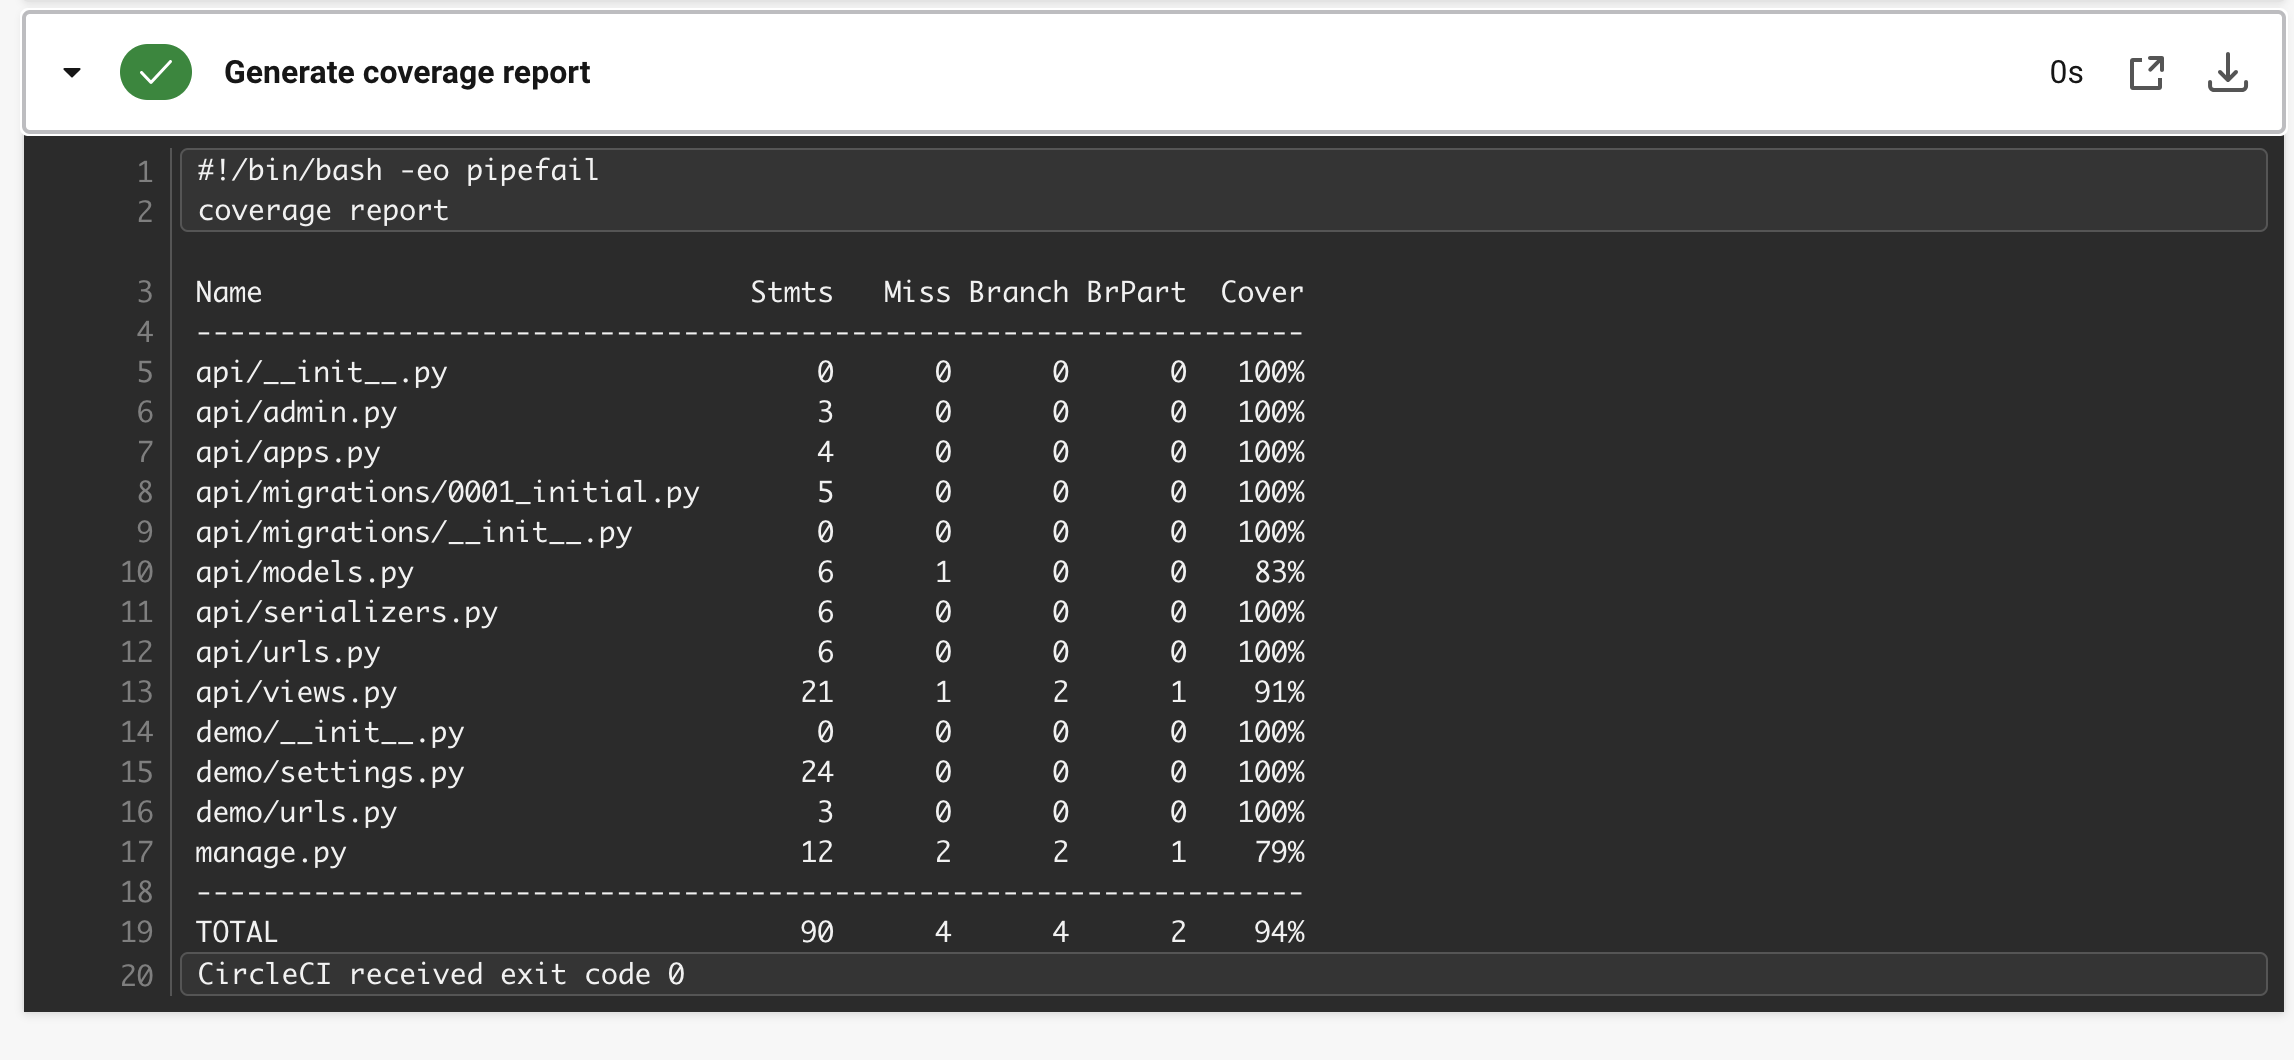 Generate coverage report 0s
1 #!/bin/bash -eo pipefail
2 coverage report
3 Name                                 Stmts   Miss Branch BrPart  Cover
4 ------------------------------------------------------------------
5 api/__init__.py                          0      0      0      0   100%
6 api/admin.py                             3      0      0      0   100%
7 api/apps.py                              4      0      0      0   100%
8 api/migrations/0001_initial.py           5      0      0      0   100%
9 api/migrations/__init__.py               0      0      0      0   100%
10 api/models.py                            6      1      0      0    83%
11 api/serializers.py                       6      0      0      0   100%
12 api/urls.py                              6      0      0      0   100%
13 api/views.py                            21      1      2      1    91%
14 demo/__init__.py                         0      0      0      0   100%
15 demo/settings.py                        24      0      0      0   100%
16 demo/urls.py                             3      0      0      0   100%
17 manage.py                               12      2      2      1    79%
18 ------------------------------------------------------------------
19 TOTAL                                   90      4      4      2    94%
20 CircleCI received exit code 0